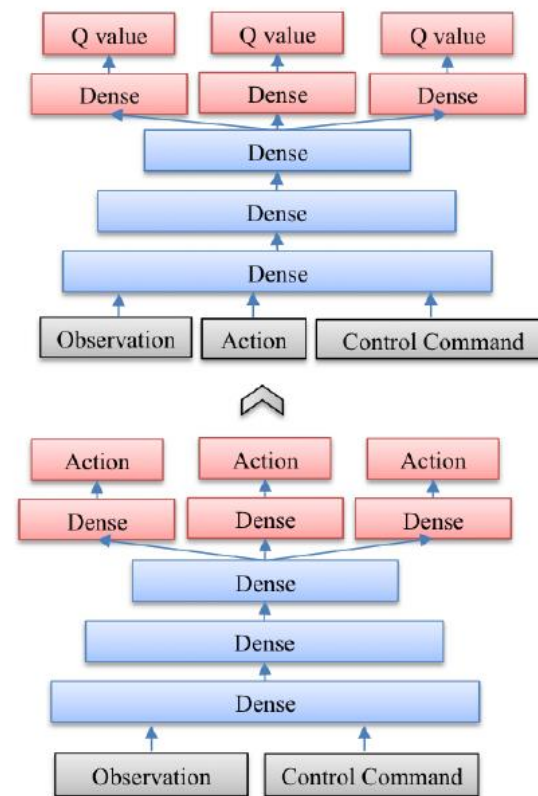 Q value Q value Q value
Dense Dense Dense
Dense
Dense
Dense
Observation Action Control Command
Action Action Action
Dense Dense Dense
Dense
Dense
Dense
Observation Control Command